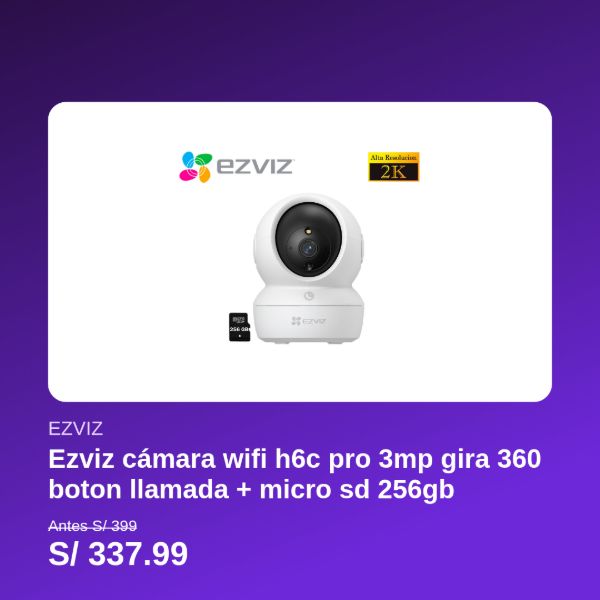 ezviz
Alta Resolucion
2K
256 GB
EZVIZ
EZVIZ
Ezviz cámara wifi h6c pro 3mp gira 360
boton llamada + micro sd 256gb
Antes S/ 399
S/ 337.99